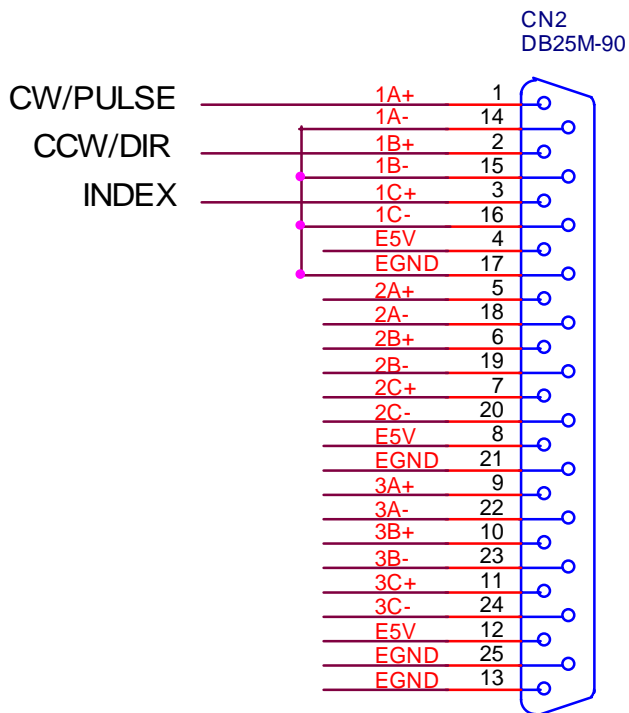 CN2
DB25M-90
CW/PULSE 1A+ 1
1A- 14
CCW/DIR 1B+ 2
1B- 15
INDEX 1C+ 3
1C- 16
E5V 4
EGND 17
2A+ 5
2A- 18
2B+ 6
2B- 19
2C+ 7
2C- 20
E5V 8
EGND 21
3A+ 9
3A- 22
3B+ 10
3B- 23
3C+ 11
3C- 24
E5V 12
EGND 25
EGND 13